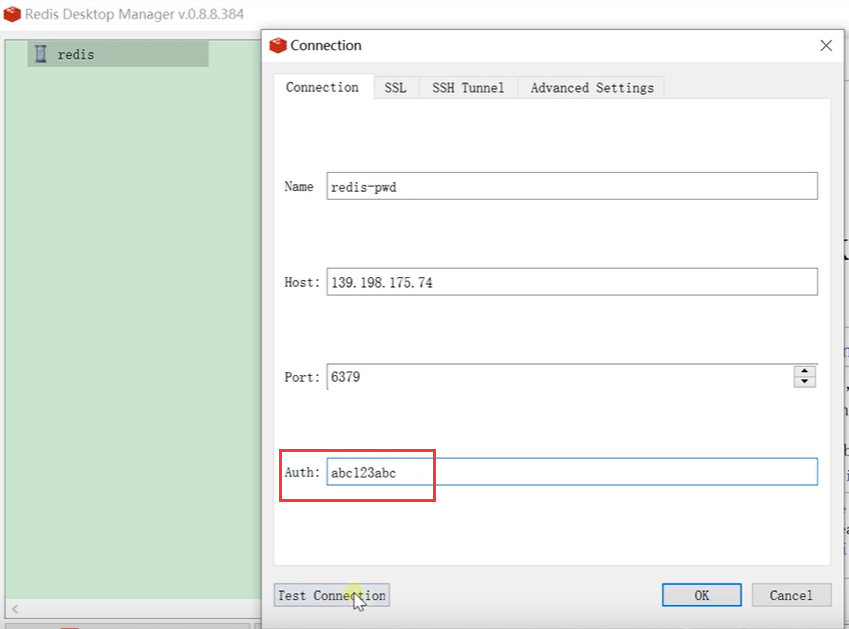 Redis Desktop Manager v.0.8.8.384
redis
Connection
Connection SSL SSH Tunnel Advanced Settings
Name redis-pwd
Host: 139.198.175.74
Port: 6379
Auth: abc123abc
Test Connection OK Cancel